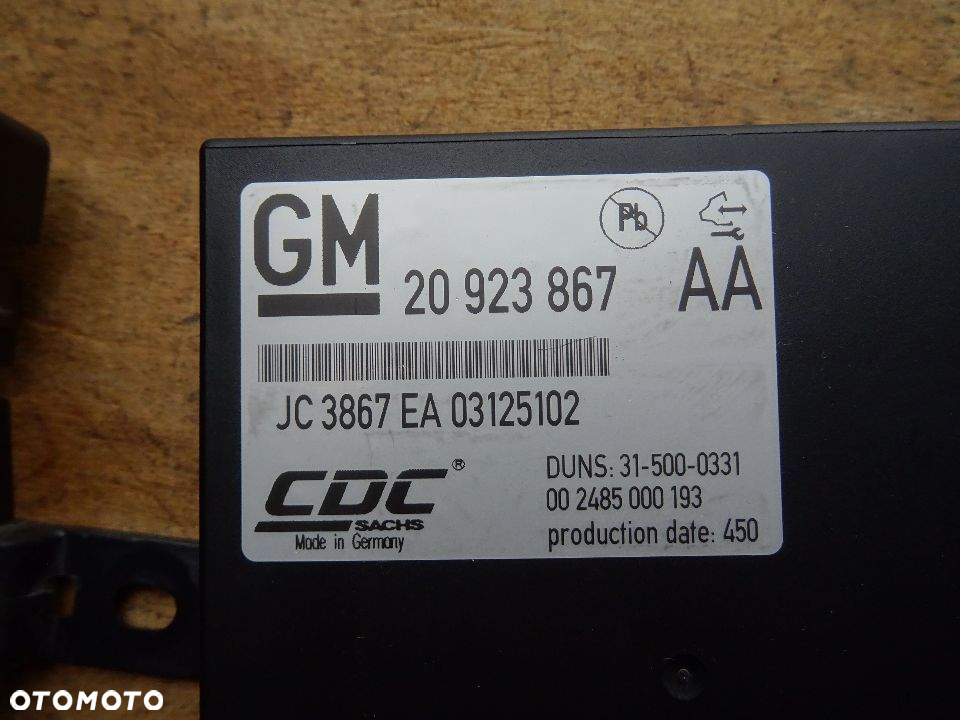 GM
Pb
20 923 867 AA
JC 3867 EA 03125102
CDC®
SACHS
Made in Germany
DUNS: 31-500-0331
00 2485 000 193
production date: 450
OTOMOTO